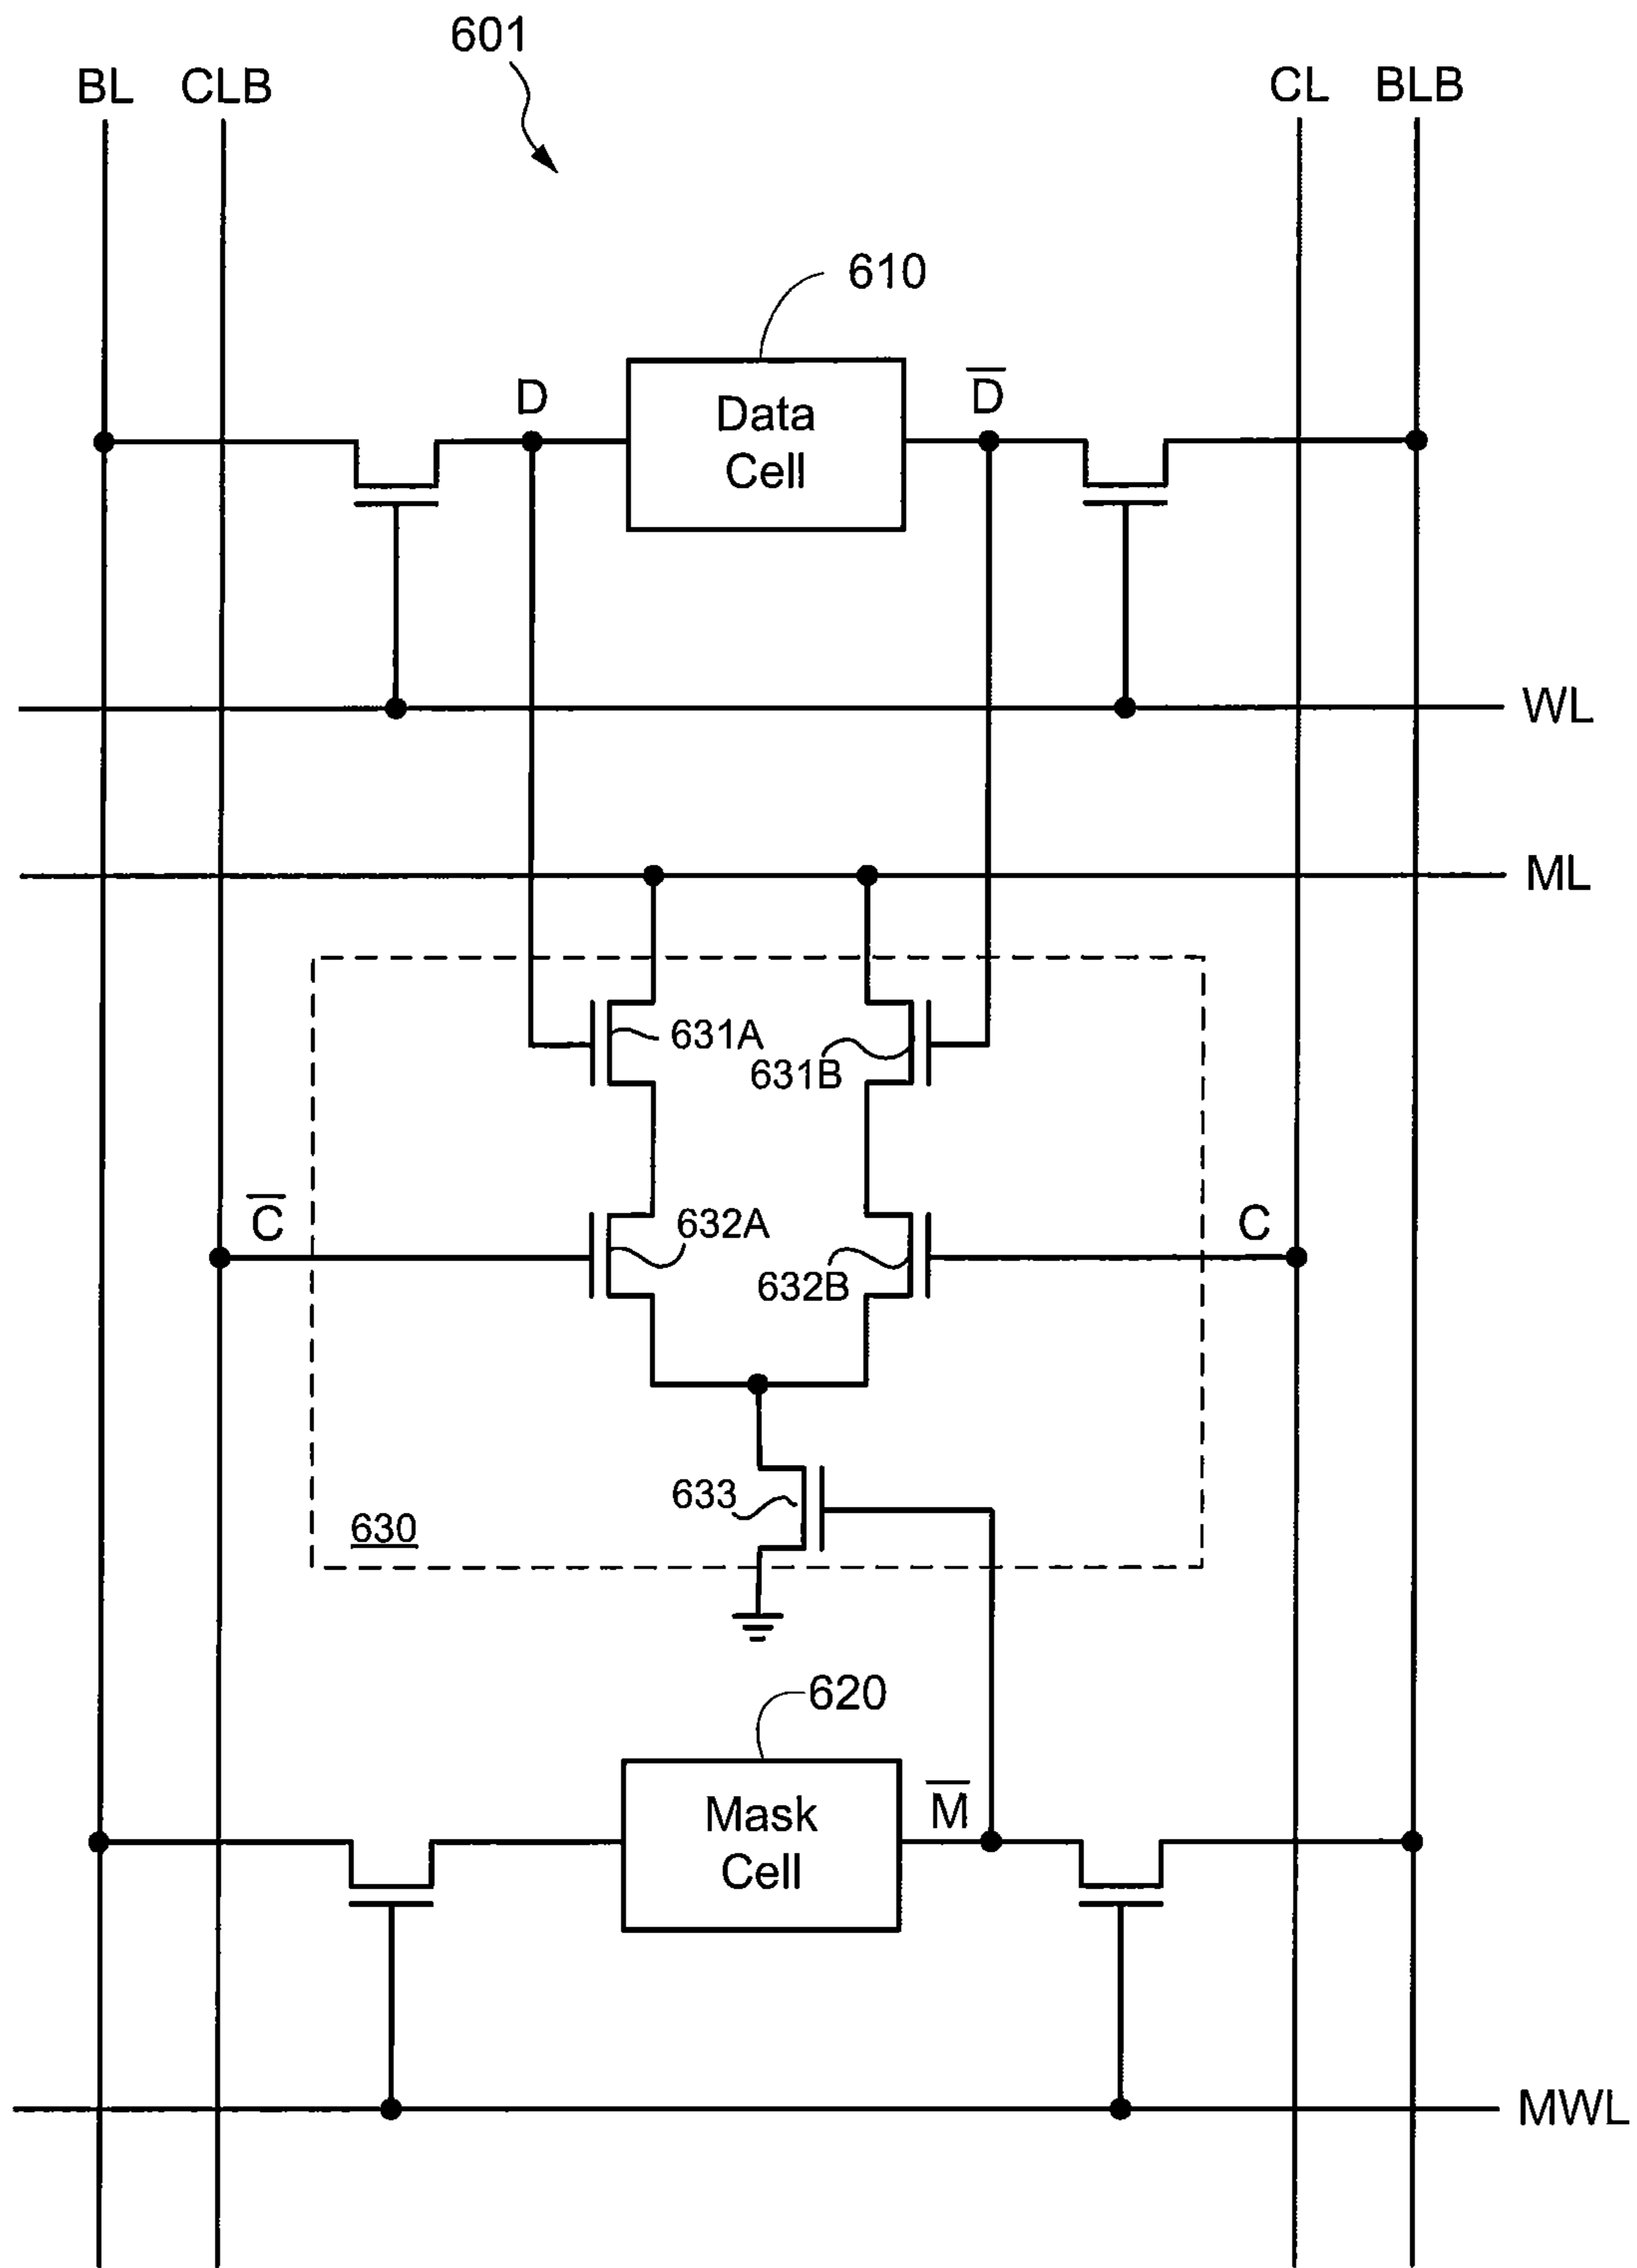 601
BL CLB CL BLB
610
D D̅
Data
Cell
WL
ML
631A
631B
C̅ C
632A
632B
633
630
620
Mask
Cell
M̅
MWL